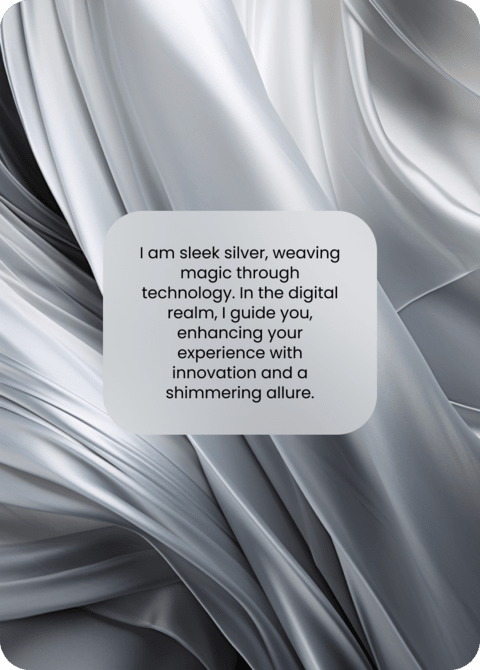 I am sleek silver, weaving
magic through
technology. In the digital
realm, I guide you,
enhancing your
experience with
innovation and a
shimmering allure.